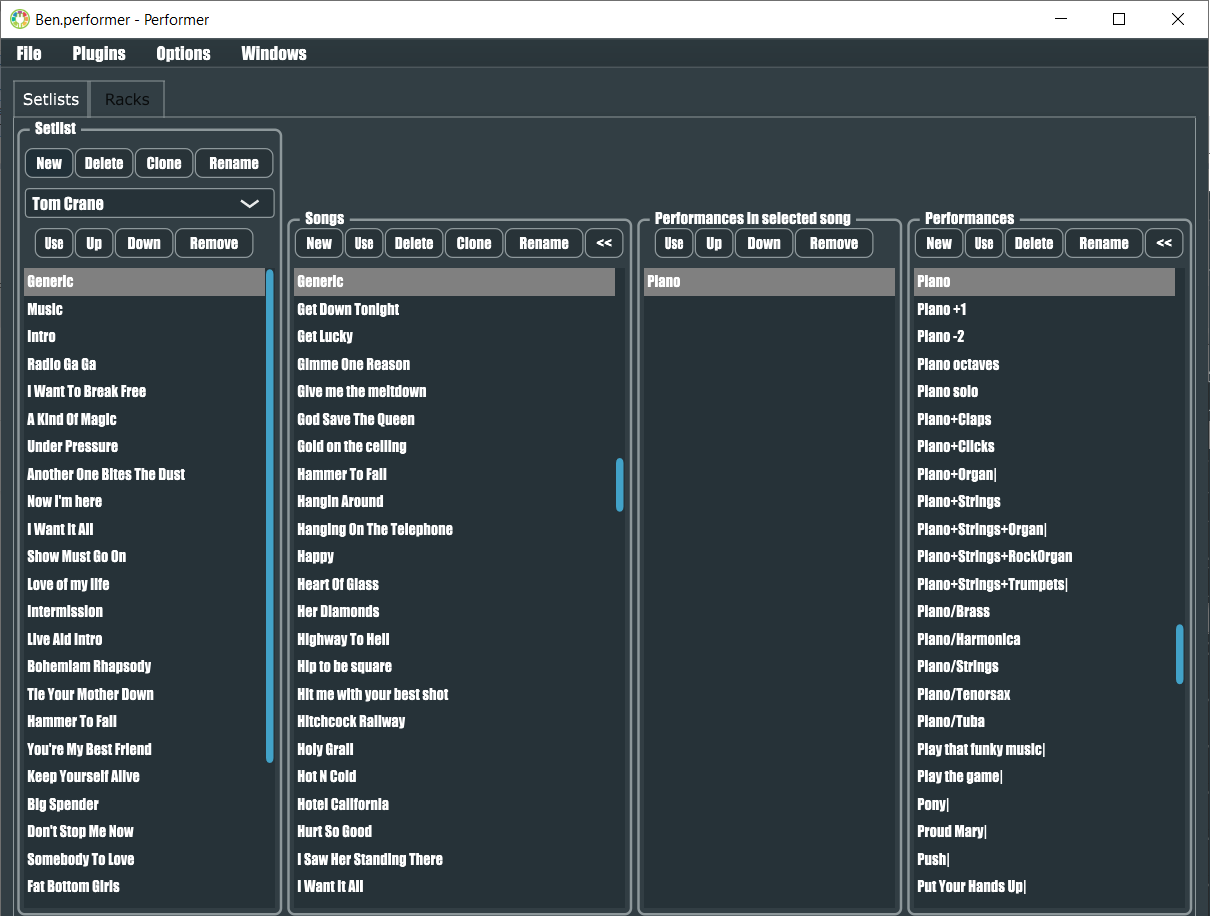 Ben.performer - Performer
File Plugins Options Windows
Setlists Racks
Setlist
New Delete Clone Rename
Tom Crane
Use Up Down Remove
Generic
Music
Intro
Radio Ga Ga
I Want To Break Free
A Kind Of Magic
Under Pressure
Another One Bites The Dust
Now I'm here
I Want It All
Show Must Go On
Love of my life
Intermission
Live Aid Intro
Bohemiam Rhapsody
Tie Your Mother Down
Hammer To Fall
You're My Best Friend
Keep Yourself Alive
Big Spender
Don't Stop Me Now
Somebody To Love
Fat Bottom Girls
Songs
New Use Delete Clone Rename <<
Generic
Get Down Tonight
Get Lucky
Gimme One Reason
Give me the meltdown
God Save The Queen
Gold on the ceiling
Hammer To Fall
Hangin Around
Hanging On The Telephone
Happy
Heart Of Glass
Her Diamonds
Highway To Hell
Hip to be square
Hit me with your best shot
Hitchcock Railway
Holy Grail
Hot N Cold
Hotel California
Hurt So Good
I Saw Her Standing There
I Want It All
Performances in selected song
Use Up Down Remove
Piano
Performances
New Use Delete Rename <<
Piano
Piano +1
Piano -2
Piano octaves
Piano solo
Piano+Claps
Piano+Clicks
Piano+Organ|
Piano+Strings
Piano+Strings+Organ|
Piano+Strings+RockOrgan
Piano+Strings+Trumpets|
Piano/Brass
Piano/Harmonica
Piano/Strings
Piano/Tenorsax
Piano/Tuba
Play that funky music|
Play the game|
Pony|
Proud Mary|
Push|
Put Your Hands Up|